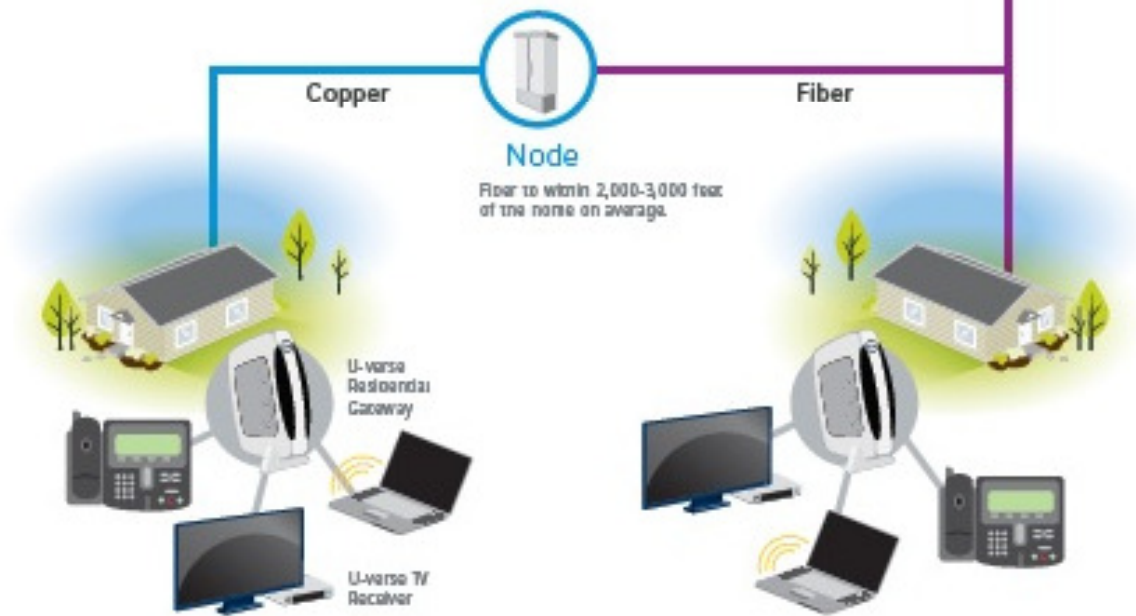 Copper
Fiber
Node
Fiber to within 2,000-3,000 feet
of the home on average.
U-verse
Residential
Gateway
U-verse TV
Receiver